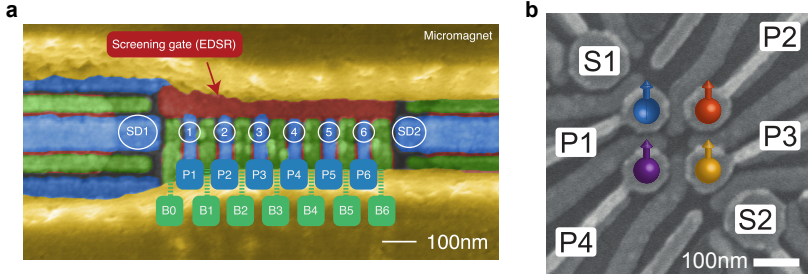 a
Screening gate (EDSR)
Micromagnet
SD1 1 2 3 4 5 6 SD2
P1 P2 P3 P4 P5 P6
B0 B1 B2 B3 B4 B5 B6
100nm
b
P2
S1
P1
P3
S2
P4
100nm